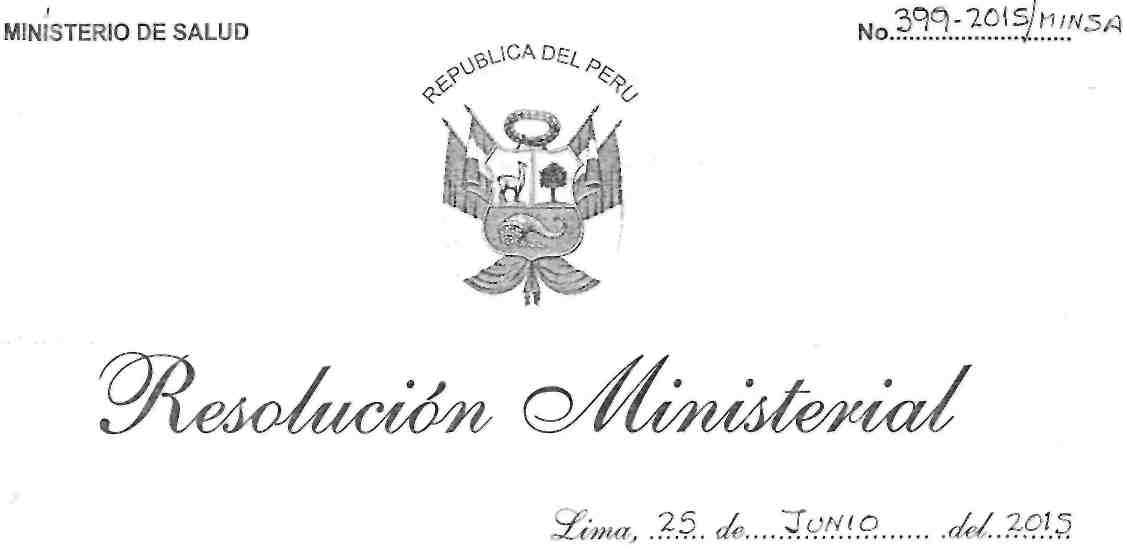 MINISTERIO DE SALUD
No. 399-2015/MINSA
REPUBLICA DEL PERU
Resolución Ministerial
Lima, 25 de JUNIO del 2015